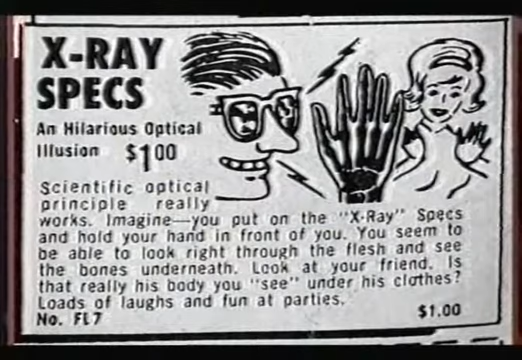 X-RAY
SPECS
An Hilarious Optical
Illusion $1.00
Scientific optical
principle really
works. Imagine—you put on the "X-Ray" Specs
and hold your hand in front of you. You seem to
be able to look right through the flesh and see
the bones underneath. Look at your friend. Is
that really his body you "see" under his clothes?
Loads of laughs and fun at parties.
No. FL7 $1.00